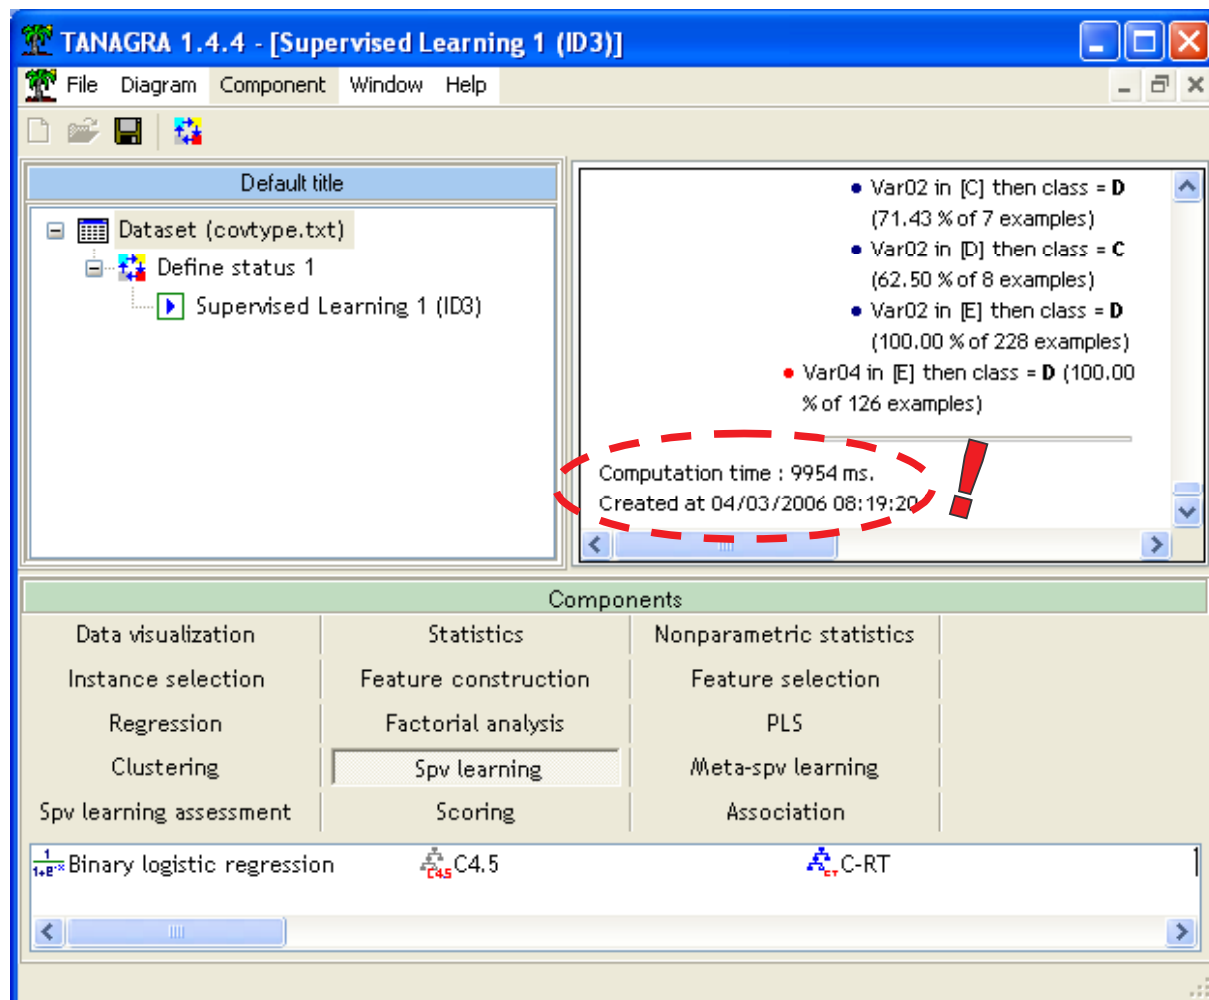 TANAGRA 1.4.4 - [Supervised Learning 1 (ID3)]
File Diagram Component Window Help
Default title
Dataset (covtype.txt)
Define status 1
Supervised Learning 1 (ID3)
Var02 in [C] then class = D
(71.43 % of 7 examples)
Var02 in [D] then class = C
(62.50 % of 8 examples)
Var02 in [E] then class = D
(100.00 % of 228 examples)
Var04 in [E] then class = D (100.00
% of 126 examples)
Computation time : 9954 ms.
Created at 04/03/2006 08:19:20
!
Components
Data visualization Statistics Nonparametric statistics
Instance selection Feature construction Feature selection
Regression Factorial analysis PLS
Clustering Spv learning Meta-spv learning
Spv learning assessment Scoring Association
Binary logistic regression C4.5 C-RT